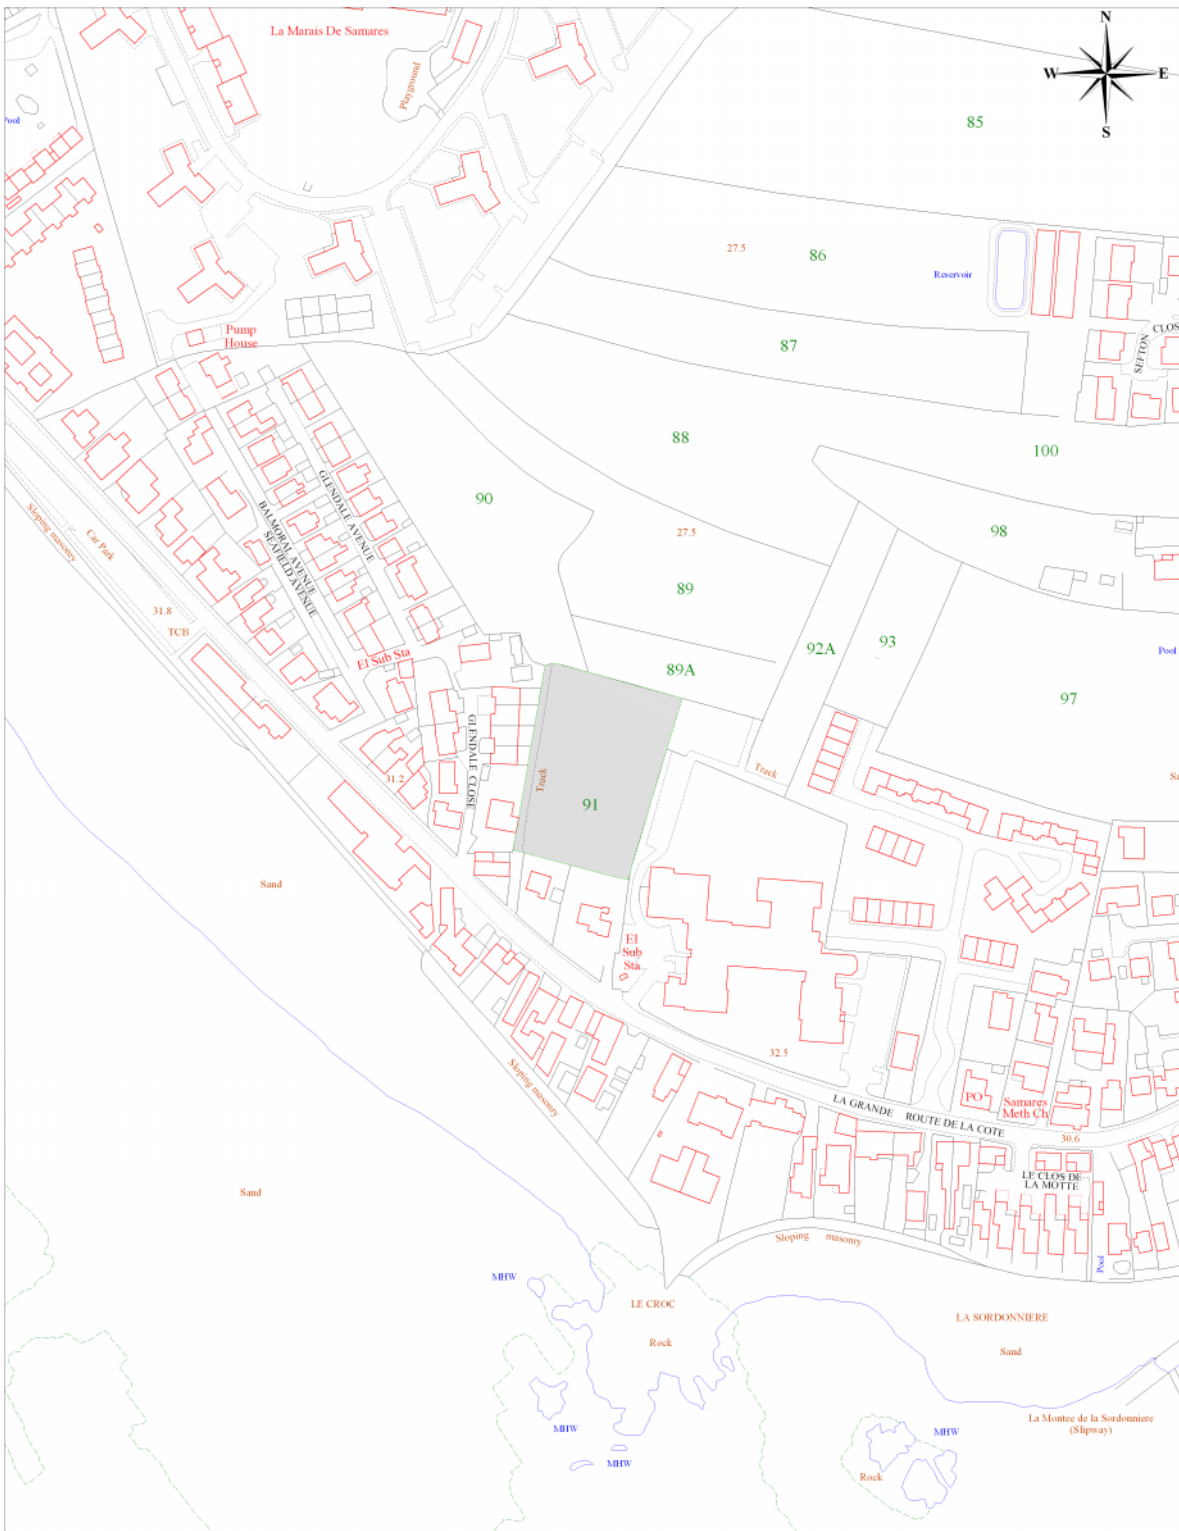 La Marais De Samares
N
W
E
S
Playground
Pool
85
27.5
86
Reservoir
Pump
House
87
SEFTON
CLOS
88
100
GLENDALE AVENUE
90
BALMORAL AVENUE
SEAFIELD AVENUE
Sloping masonry
Car Park
27.5
98
31.8
TCB
89
El Sub Sta
89A
92A
93
Pool
97
GLENDALE CLOSE
31.2
Track
Track
Sa
91
Sand
El
Sub
Sta
32.5
Sloping masonry
LA GRANDE ROUTE DE LA COTE
PO
Samares
Meth Ch
30.6
LE CLOS DE
LA MOTTE
Sand
Sloping masonry
Pool
MHW
LE CROC
Rock
LA SORDONNIERE
Sand
La Montee de la Sordonniere
(Slipway)
MHW
MHW
MHW
Rock